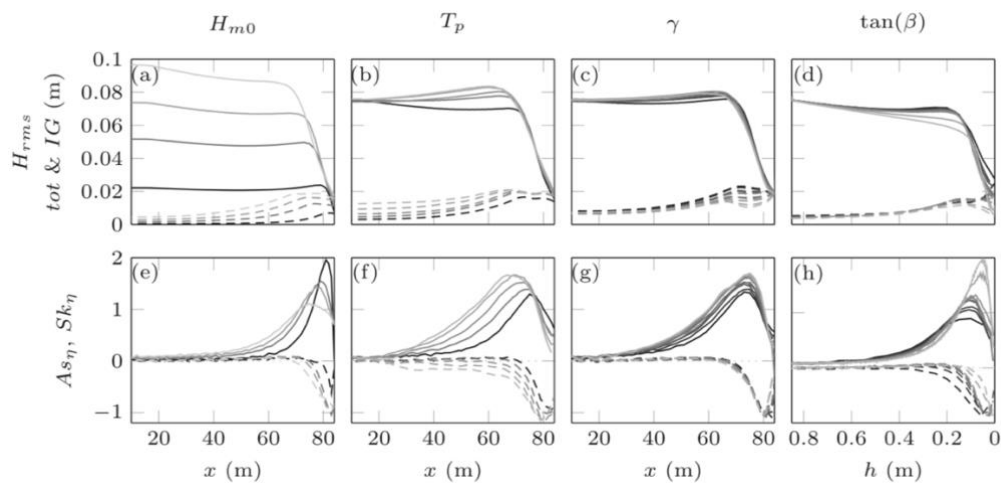 H_{m0} T_p γ tan(β)
H_{rms} tot & IG (m)
0.1 0.08 0.06 0.04 0.02 0
(a) (b) (c) (d)
As_η, Sk_η
2 1 0 −1
(e) (f) (g) (h)
20 40 60 80 20 40 60 80 20 40 60 80 0.8 0.6 0.4 0.2 0
x (m) x (m) x (m) h (m)